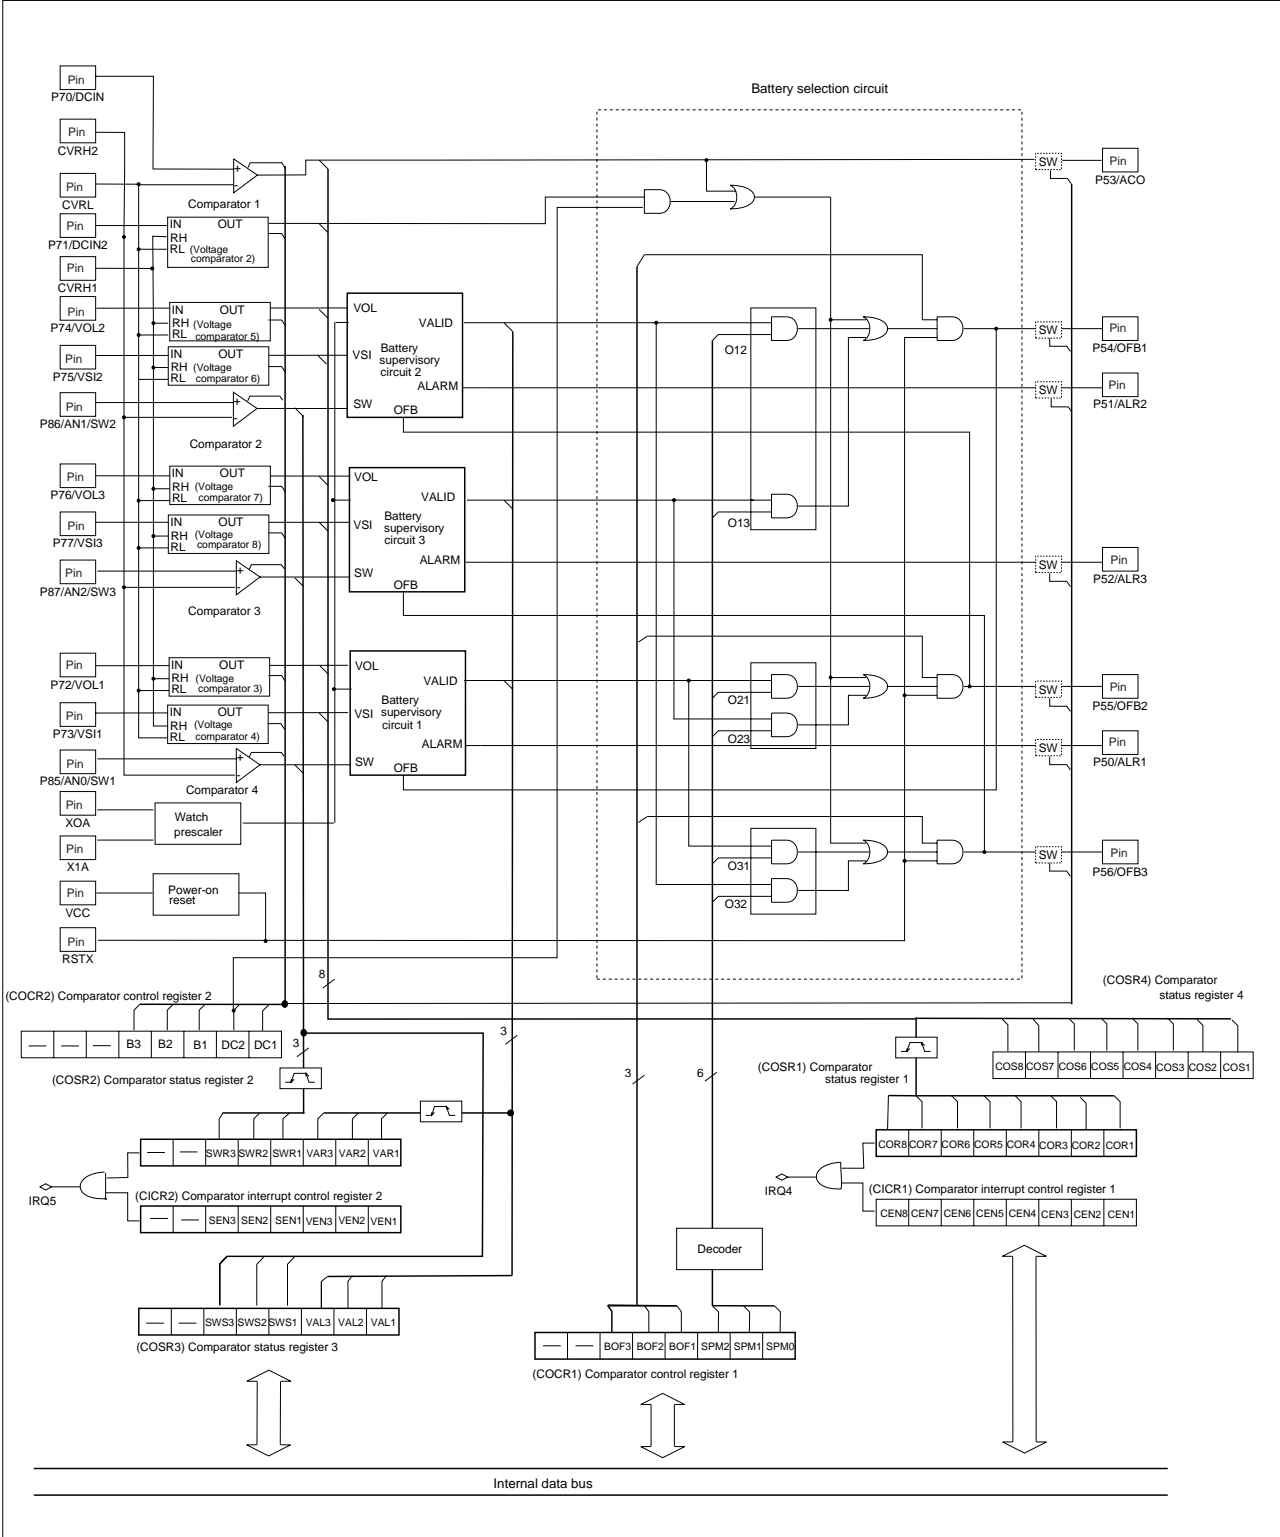 Battery selection circuit
Pin
P70/DCIN
Pin
CVRH2
Pin
CVRL
Pin
P71/DCIN2
Pin
CVRH1
Pin
P74/VOL2
Pin
P75/VSI2
Pin
P86/AN1/SW2
Pin
P76/VOL3
Pin
P77/VSI3
Pin
P87/AN2/SW3
Pin
P72/VOL1
Pin
P73/VSI1
Pin
P85/AN0/SW1
Pin
XOA
Pin
X1A
Pin
VCC
Pin
RSTX
+
-
Comparator 1
IN OUT
RH
RL (Voltage
comparator 2)
IN OUT
RH (Voltage
RL comparator 5)
IN OUT
RH (Voltage
RL comparator 6)
+
-
Comparator 2
IN OUT
RH (Voltage
RL comparator 7)
IN OUT
RH (Voltage
RL comparator 8)
+
-
Comparator 3
IN OUT
RH (Voltage
RL comparator 3)
IN OUT
RH (Voltage
RL comparator 4)
+
-
Comparator 4
Watch
prescaler
Power-on
reset
VOL
VALID
VSI
Battery
supervisory
circuit 2
ALARM
SW
OFB
VOL
VALID
VSI
Battery
supervisory
circuit 3
ALARM
SW
OFB
VOL
VALID
VSI
Battery
supervisory
circuit 1
ALARM
SW
OFB
O12
O13
O21
O23
O31
O32
SW
Pin
P53/ACO
SW
Pin
P54/OFB1
SW
Pin
P51/ALR2
SW
Pin
P52/ALR3
SW
Pin
P55/OFB2
SW
Pin
P50/ALR1
SW
Pin
P56/OFB3
8
3
3
3
6
(COCR2) Comparator control register 2
— — — B3 B2 B1 DC2 DC1
(COSR4) Comparator
status register 4
COS8 COS7 COS6 COS5 COS4 COS3 COS2 COS1
(COSR2) Comparator status register 2
— — SWR3 SWR2 SWR1 VAR3 VAR2 VAR1
IRQ5
(CICR2) Comparator interrupt control register 2
— — SEN3 SEN2 SEN1 VEN3 VEN2 VEN1
(COSR1) Comparator
status register 1
COR8 COR7 COR6 COR5 COR4 COR3 COR2 COR1
IRQ4
(CICR1) Comparator interrupt control register 1
CEN8 CEN7 CEN6 CEN5 CEN4 CEN3 CEN2 CEN1
Decoder
— — SWS3 SWS2 SWS1 VAL3 VAL2 VAL1
(COSR3) Comparator status register 3
— — BOF3 BOF2 BOF1 SPM2 SPM1 SPM0
(COCR1) Comparator control register 1
Internal data bus